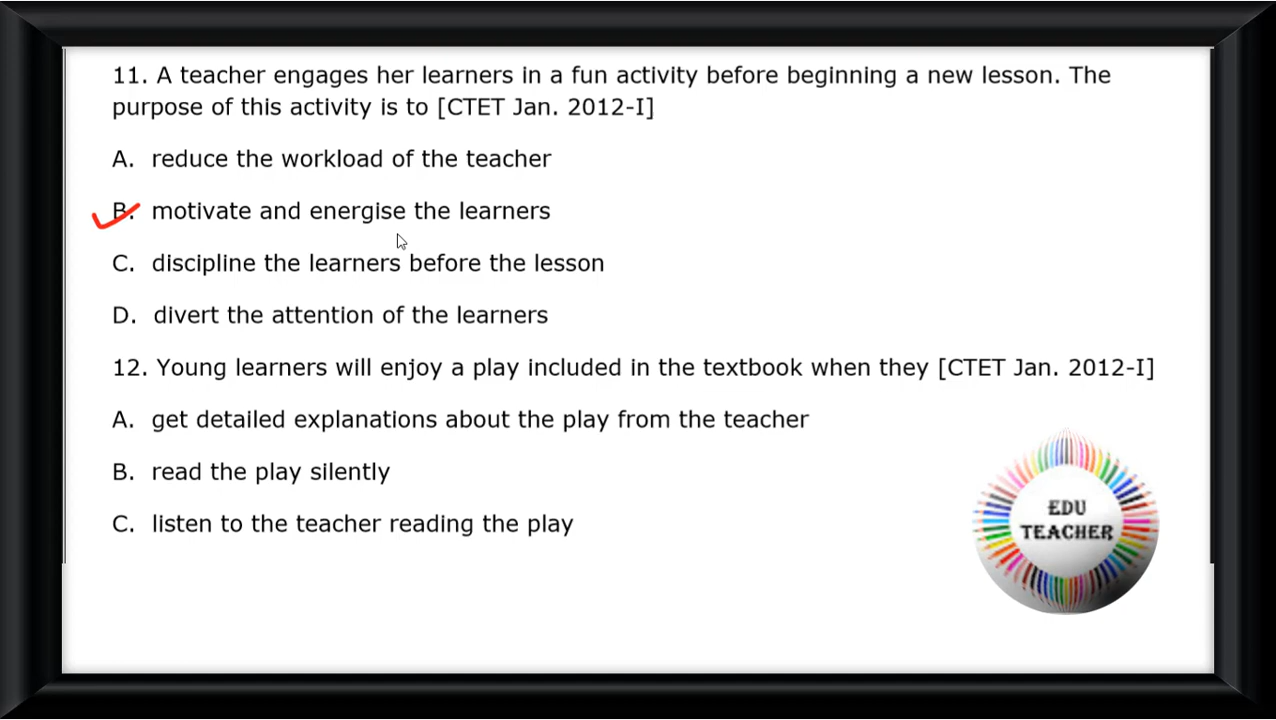 11. A teacher engages her learners in a fun activity before beginning a new lesson. The
purpose of this activity is to [CTET Jan. 2012-I]
A. reduce the workload of the teacher
B. motivate and energise the learners
C. discipline the learners before the lesson
D. divert the attention of the learners
12. Young learners will enjoy a play included in the textbook when they [CTET Jan. 2012-I]
A. get detailed explanations about the play from the teacher
B. read the play silently
C. listen to the teacher reading the play
EDU
TEACHER